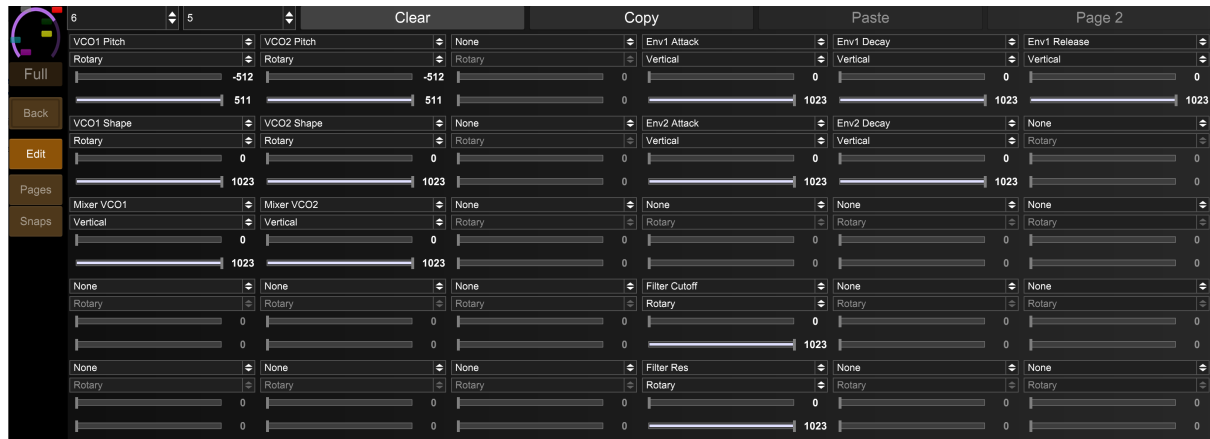 6 5 Clear Copy Paste Page 2
VCO1 Pitch VCO2 Pitch None Env1 Attack Env1 Decay Env1 Release
Rotary Rotary Rotary Vertical Vertical Vertical
Full -512 -512 0 0 0 0
511 511 0 1023 1023 1023
Back
VCO1 Shape VCO2 Shape None Env2 Attack Env2 Decay None
Rotary Rotary Rotary Vertical Vertical Rotary
Edit 0 0 0 0 0 0
1023 1023 0 1023 1023 0
Pages
Mixer VCO1 Mixer VCO2 None None None None
Snaps Vertical Vertical Rotary Rotary Rotary Rotary
0 0 0 0 0 0
1023 1023 0 0 0 0
None None None Filter Cutoff None None
Rotary Rotary Rotary Rotary Rotary Rotary
0 0 0 0 0 0
0 0 0 1023 0 0
None None None Filter Res None None
Rotary Rotary Rotary Rotary Rotary Rotary
0 0 0 0 0 0
0 0 0 1023 0 0